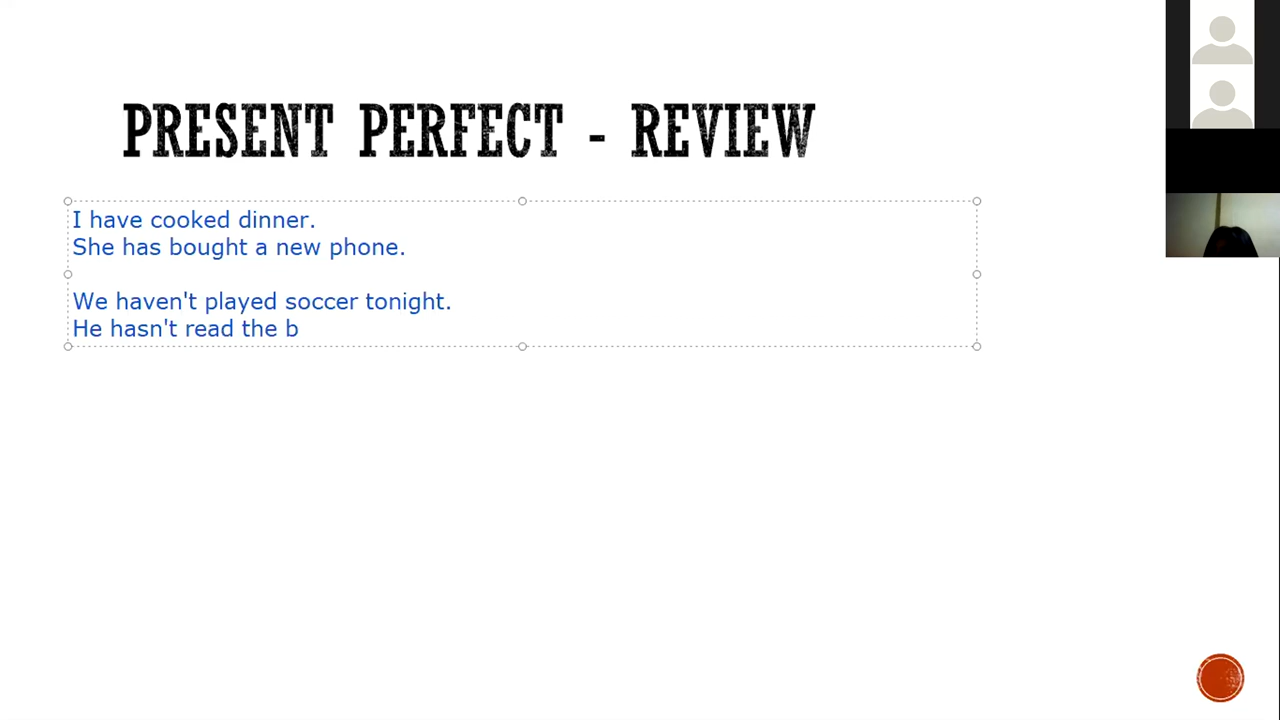 PRESENT PERFECT - REVIEW
I have cooked dinner.
She has bought a new phone.
We haven't played soccer tonight.
He hasn't read the b